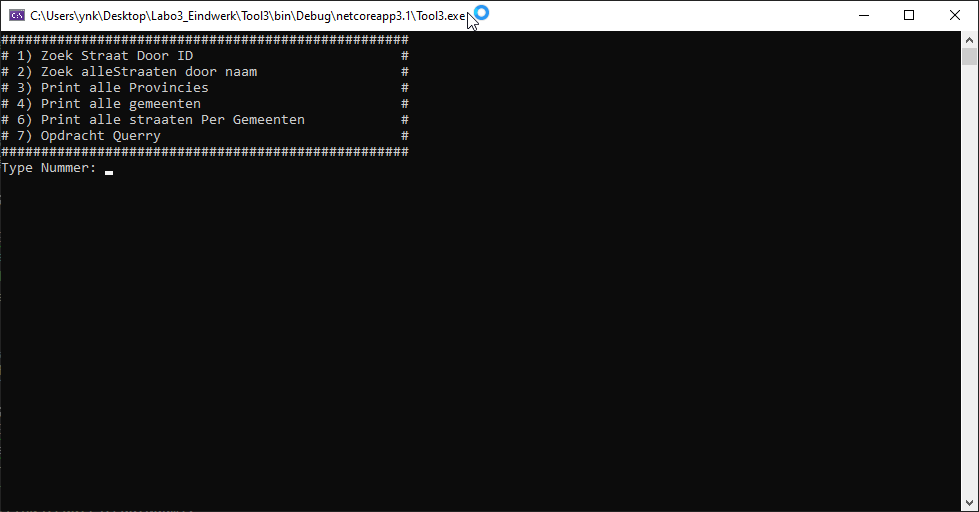 C:\Users\ynk\Desktop\Labo3_Eindwerk\Tool3\bin\Debug\netcoreapp3.1\Tool3.exe
###################################################
# 1) Zoek Straat Door ID                          #
# 2) Zoek alleStraaten door naam                  #
# 3) Print alle Provincies                        #
# 4) Print alle gemeenten                         #
# 6) Print alle straaten Per Gemeenten            #
# 7) Opdracht Querry                              #
###################################################
Type Nummer: